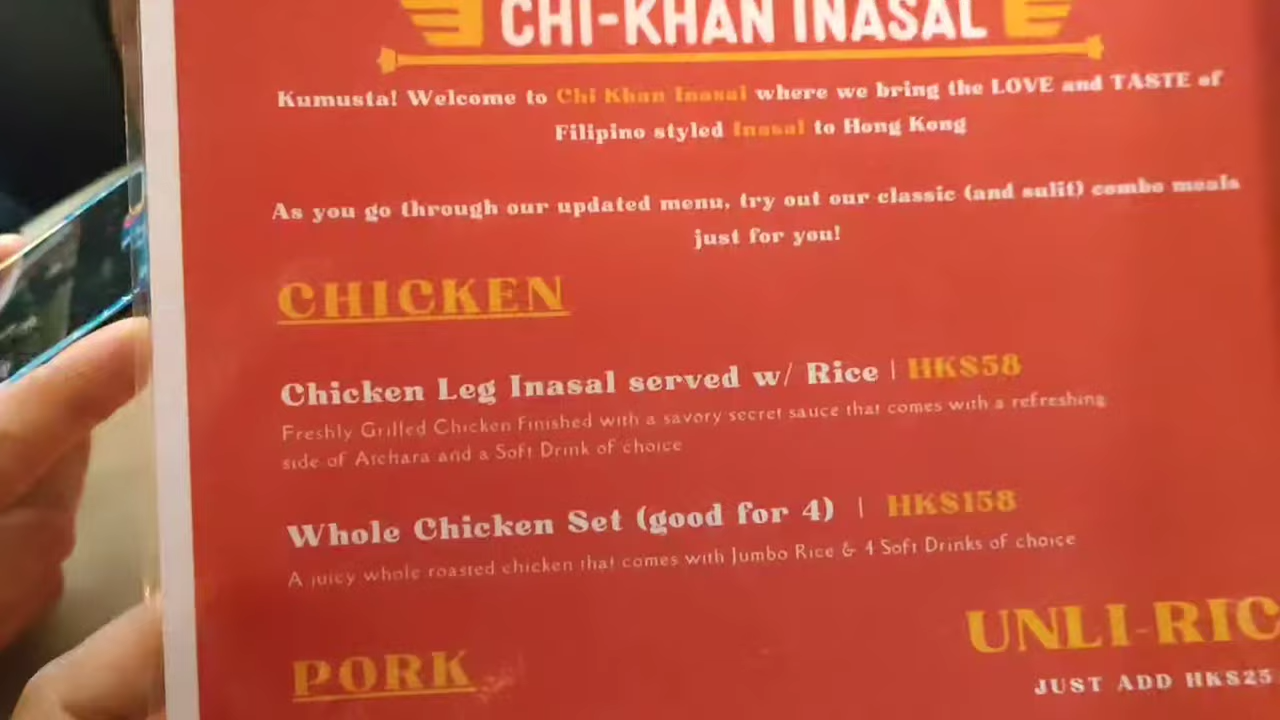 CHI-KHAN INASAL
Kumusta! Welcome to Chi Khan Inasal where we bring the LOVE and TASTE of
Filipino styled Inasal to Hong Kong
As you go through our updated menu, try out our classic (and sulit) combo meals
just for you!
CHICKEN
Chicken Leg Inasal served w/ Rice | HK$58
Freshly Grilled Chicken Finished with a savory secret sauce that comes with a refreshing
side of Atchara and a Soft Drink of choice
Whole Chicken Set (good for 4) | HK$158
A juicy whole roasted chicken that comes with Jumbo Rice & 4 Soft Drinks of choice
UNLI-RIC
PORK
JUST ADD HK$25